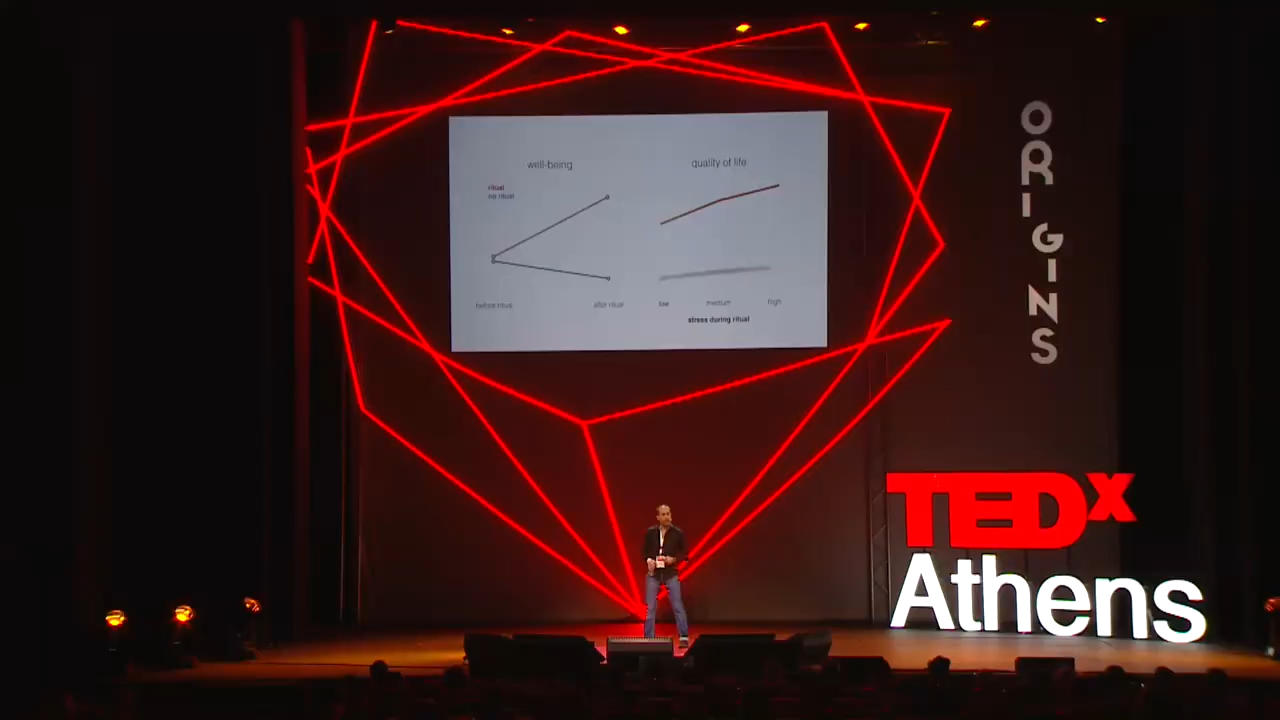 well-being
quality of life
ritual
no ritual
before ritual
after ritual
low
medium
high
stress during ritual
ORIGINS
TEDx
Athens